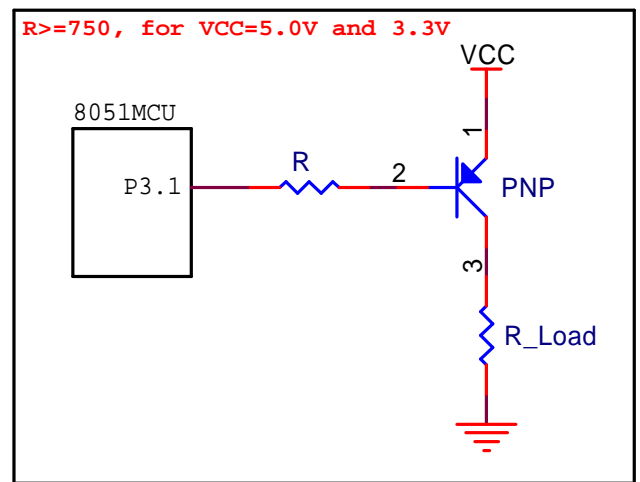 R>=750, for VCC=5.0V and 3.3V
VCC
8051MCU
1
P3.1
R
2
PNP
3
R_Load